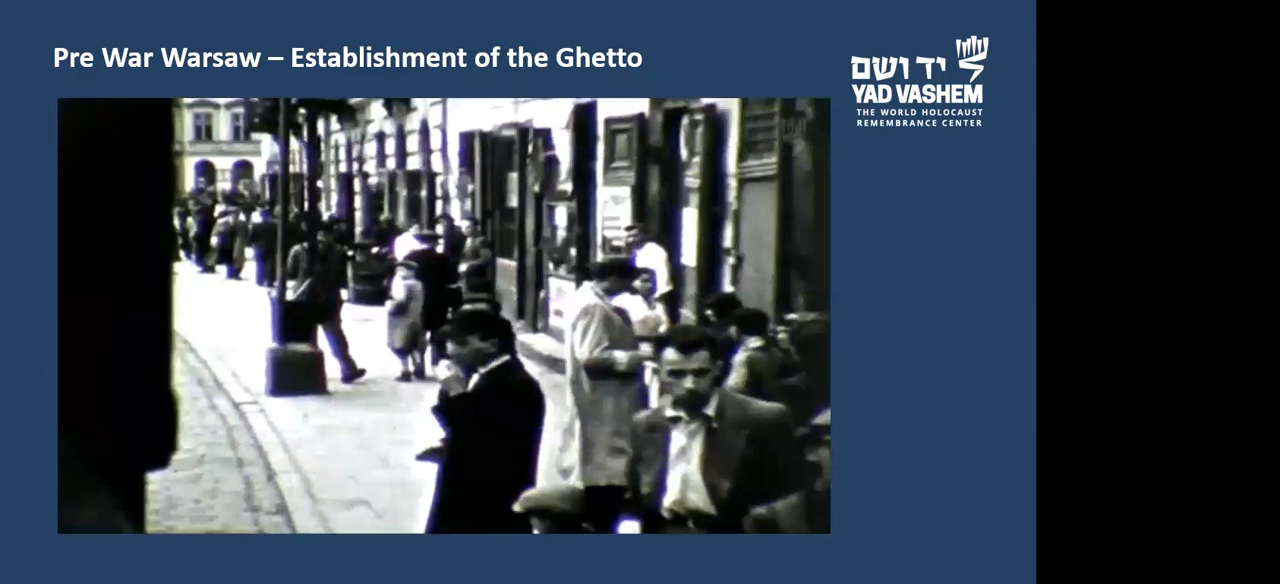 Pre War Warsaw – Establishment of the Ghetto
יד ושם
YAD VASHEM
THE WORLD HOLOCAUST
REMEMBRANCE CENTER